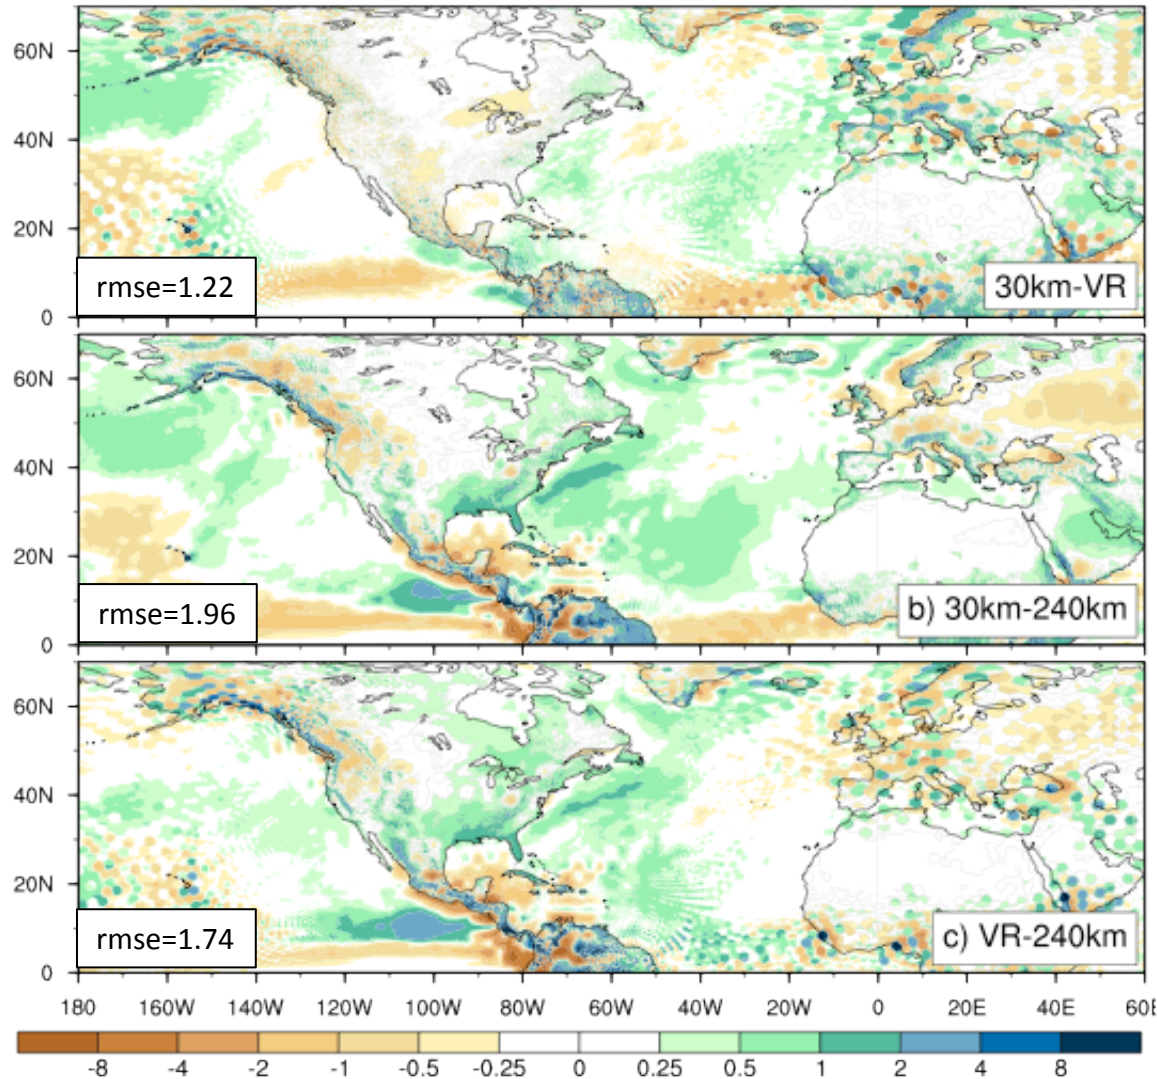 60N
40N
20N
0
rmse=1.22
30km-VR
60N
40N
20N
0
rmse=1.96
b) 30km-240km
60N
40N
20N
0
rmse=1.74
c) VR-240km
180 160W 140W 120W 100W 80W 60W 40W 20W 0 20E 40E 60E
-8 -4 -2 -1 -0.5 -0.25 0 0.25 0.5 1 2 4 8